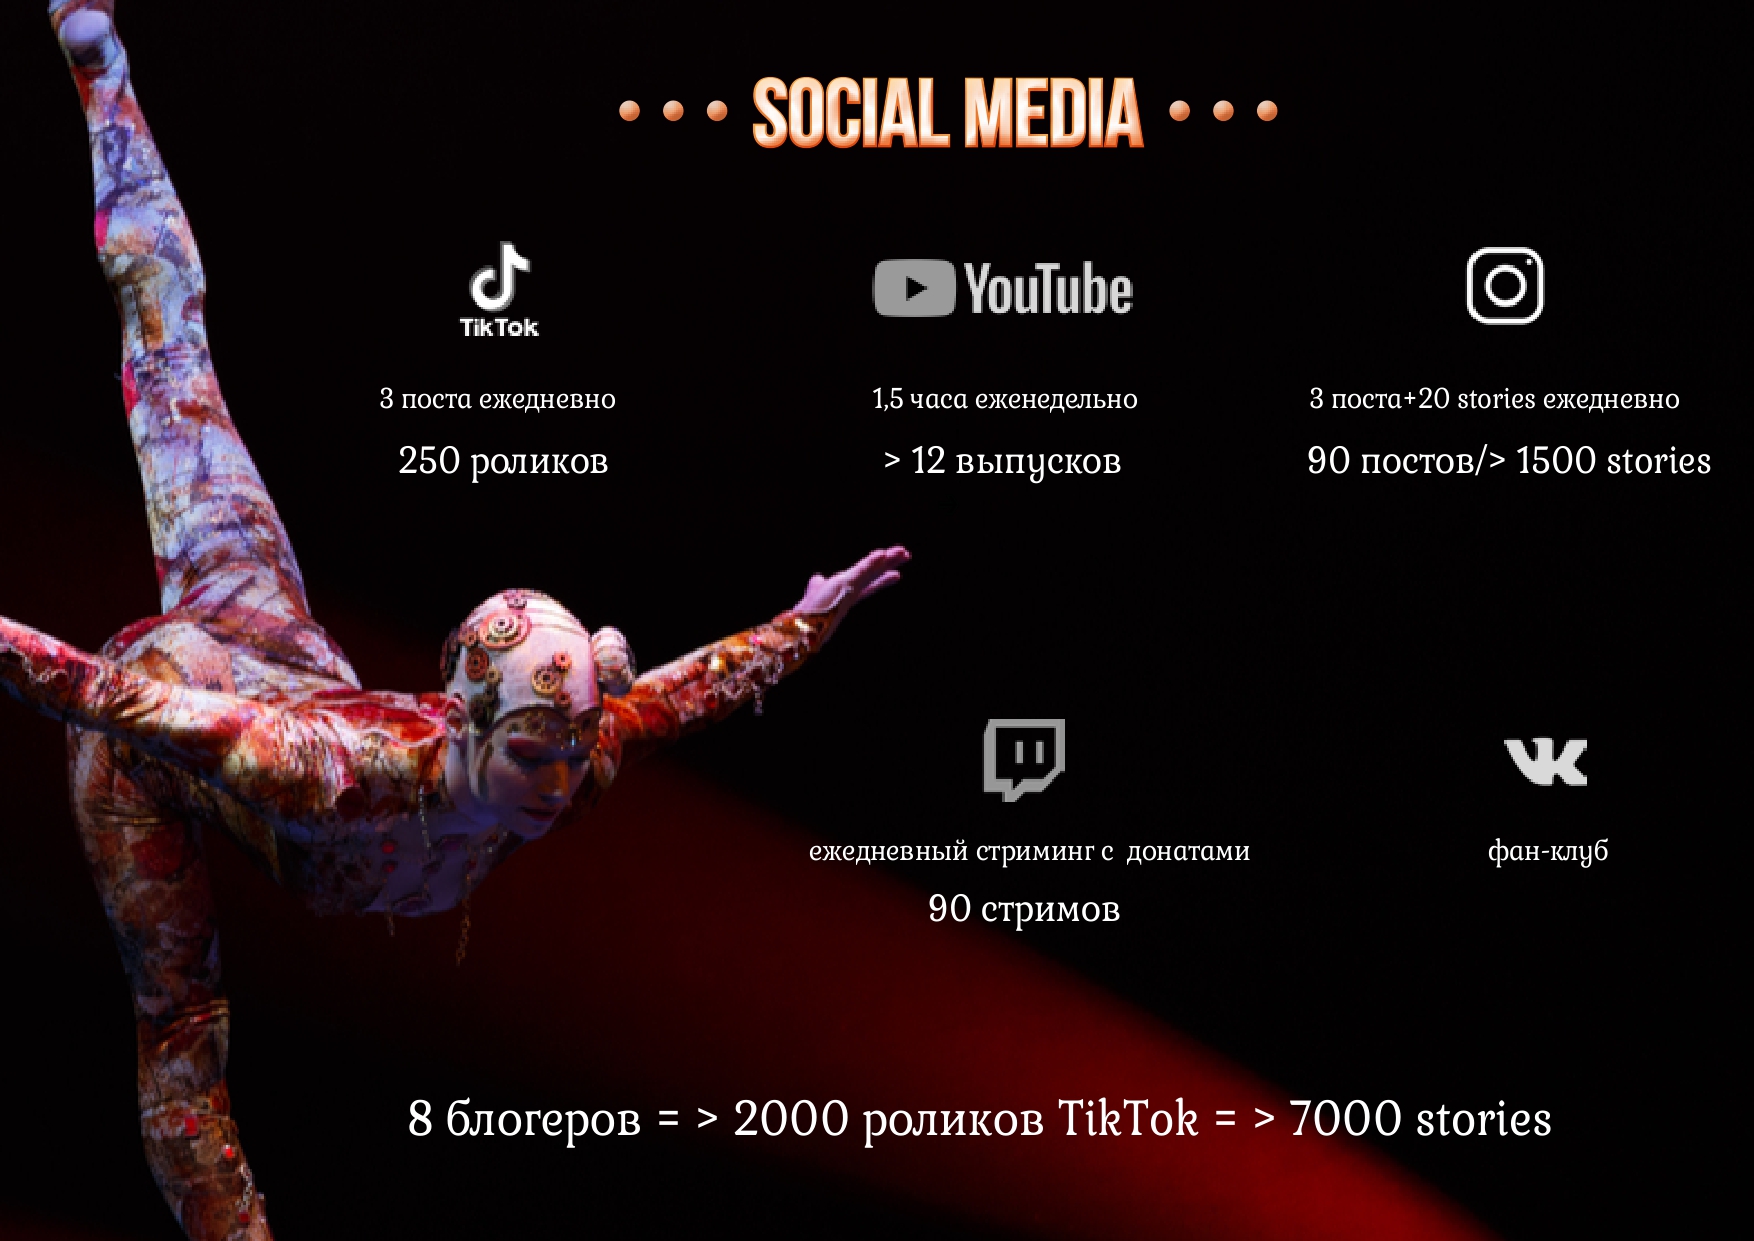 SOCIAL MEDIA
TikTok
YouTube
3 поста ежедневно
1,5 часа еженедельно
3 поста+20 stories ежедневно
250 роликов
> 12 выпусков
90 постов/> 1500 stories
ежедневный стриминг с донатами
фан-клуб
90 стримов
8 блогеров = > 2000 роликов TikTok = > 7000 stories